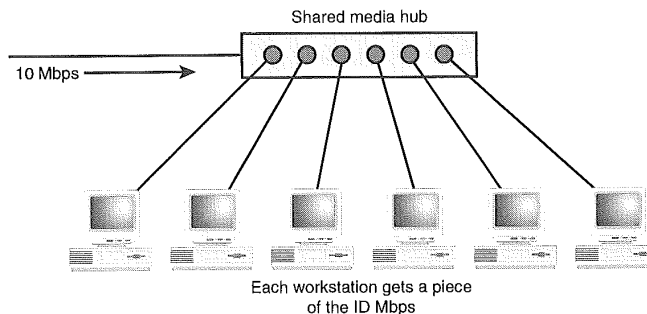 Shared media hub
10 Mbps
Each workstation gets a piece
of the ID Mbps